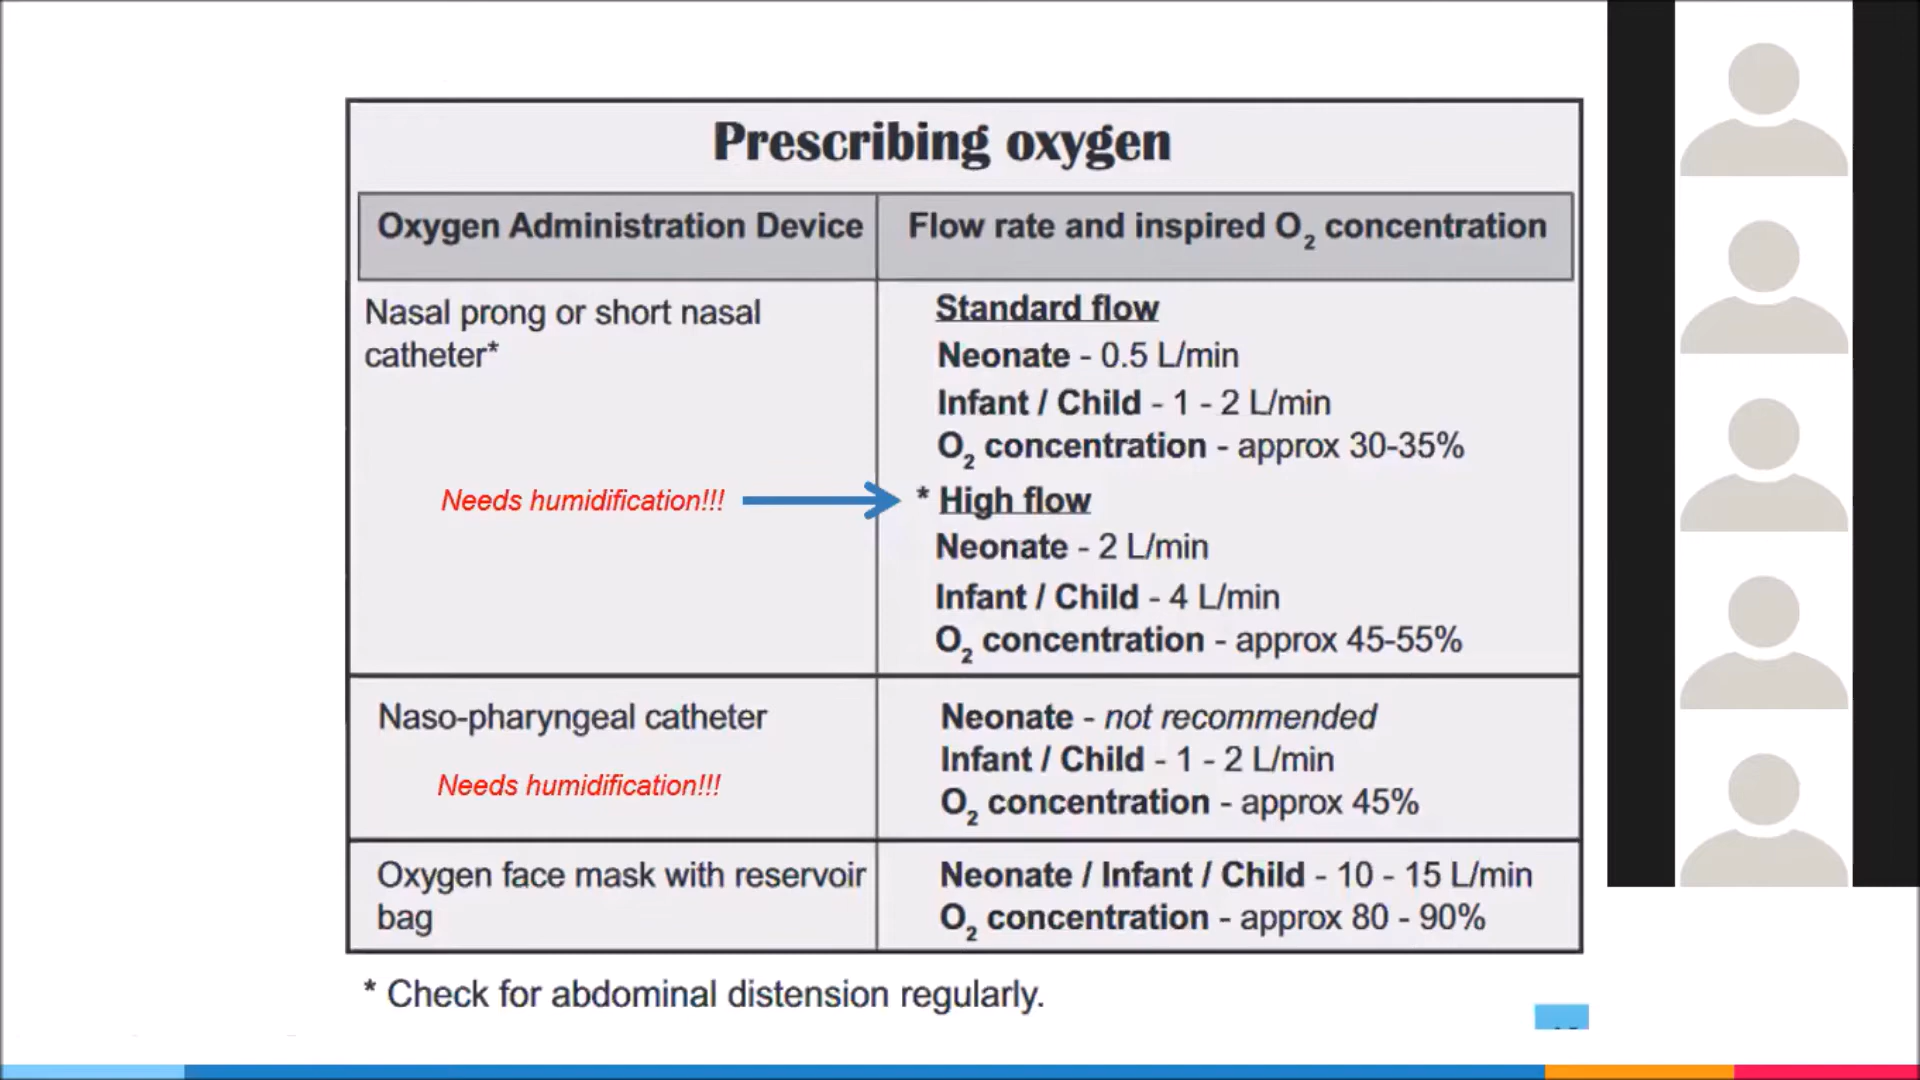 Prescribing oxygen
Oxygen Administration Device
Flow rate and inspired O₂ concentration
Nasal prong or short nasal
catheter*
Standard flow
Neonate - 0.5 L/min
Infant / Child - 1 - 2 L/min
O₂ concentration - approx 30-35%
Needs humidification!!!
* High flow
Neonate - 2 L/min
Infant / Child - 4 L/min
O₂ concentration - approx 45-55%
Naso-pharyngeal catheter
Needs humidification!!!
Neonate - not recommended
Infant / Child - 1 - 2 L/min
O₂ concentration - approx 45%
Oxygen face mask with reservoir
bag
Neonate / Infant / Child - 10 - 15 L/min
O₂ concentration - approx 80 - 90%
* Check for abdominal distension regularly.